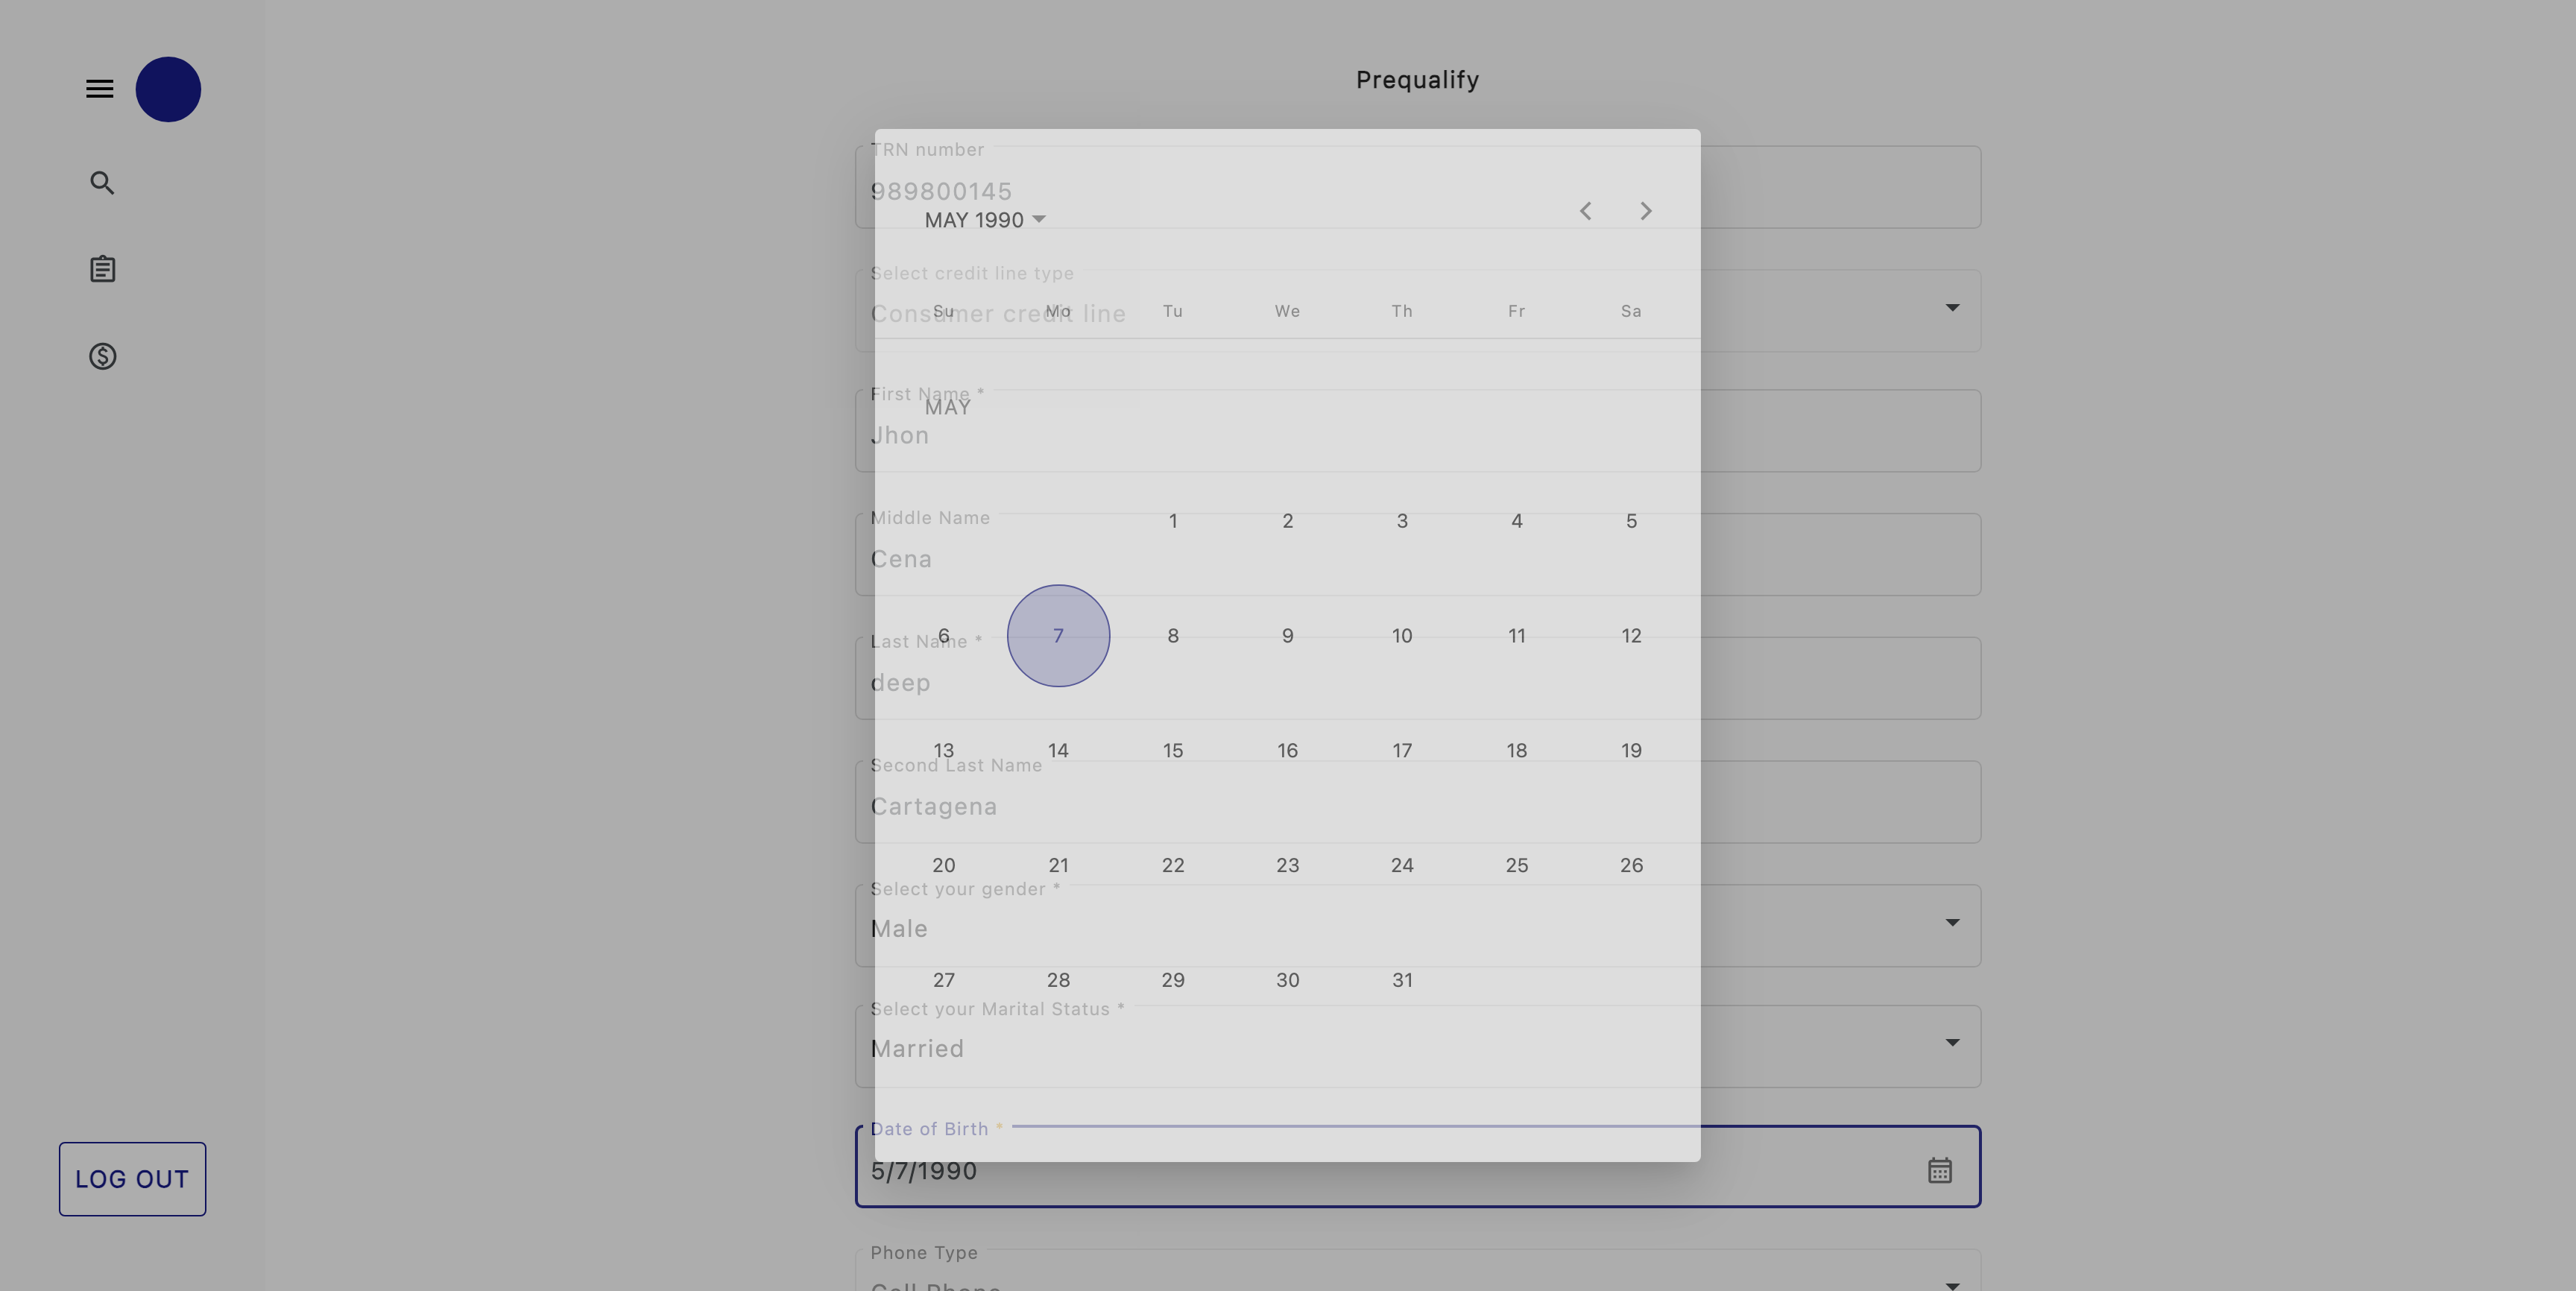 Prequalify
TRN number
989800145
MAY 1990
Select credit line type
Consumer credit line
Su Mo Tu We Th Fr Sa
First Name *
MAY
Jhon
Middle Name
1 2 3 4 5
Cena
6 7 8 9 10 11 12
Last Name *
deep
13 14 15 16 17 18 19
Second Last Name
Cartagena
20 21 22 23 24 25 26
Select your gender *
Male
27 28 29 30 31
Select your Marital Status *
Married
Date of Birth *
5/7/1990
LOG OUT
Phone Type
Cell Phone